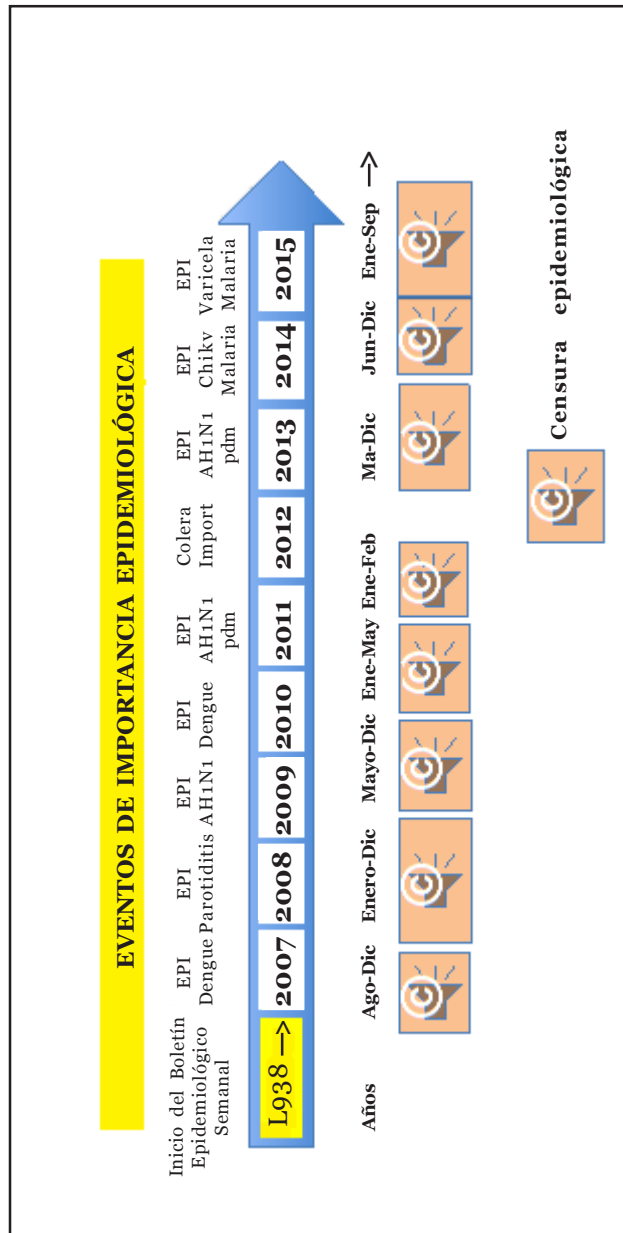 EVENTOS DE IMPORTANCIA EPIDEMIOLÓGICA
Inicio del Boletín
Epidemiológico
Semanal
EPI
Dengue
EPI
Parotiditis
EPI
AH1N1
EPI
Dengue
EPI
AH1N1
pdm
Colera
Import
EPI
AH1N1
pdm
EPI
Chikv
Malaria
EPI
Varicela
Malaria
L938 —>
2007
2008
2009
2010
2011
2012
2013
2014
2015
Años
Ago-Dic
Enero-Dic
Mayo-Dic
Ene-May
Ene-Feb
Ma-Dic
Jun-Dic
Ene-Sep —>
C
C
C
C
C
C
C
C
C
Censura epidemiológica